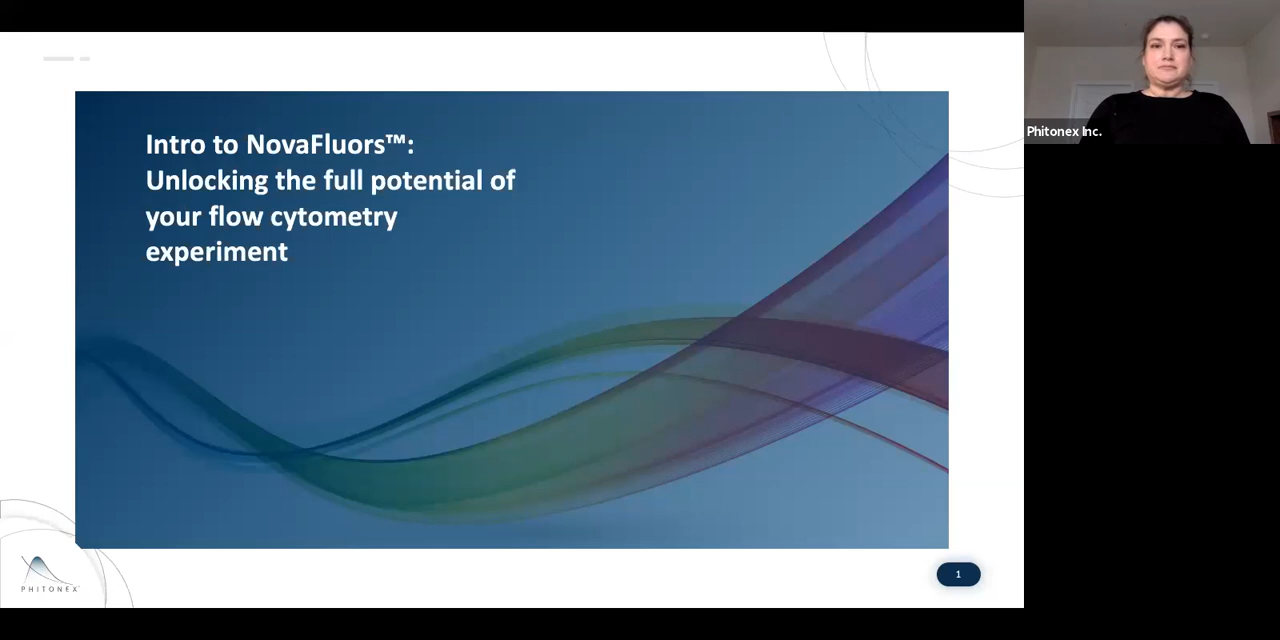 Intro to NovaFluors™:
Unlocking the full potential of
your flow cytometry
experiment
Phitonex Inc.
PHITONEX
1